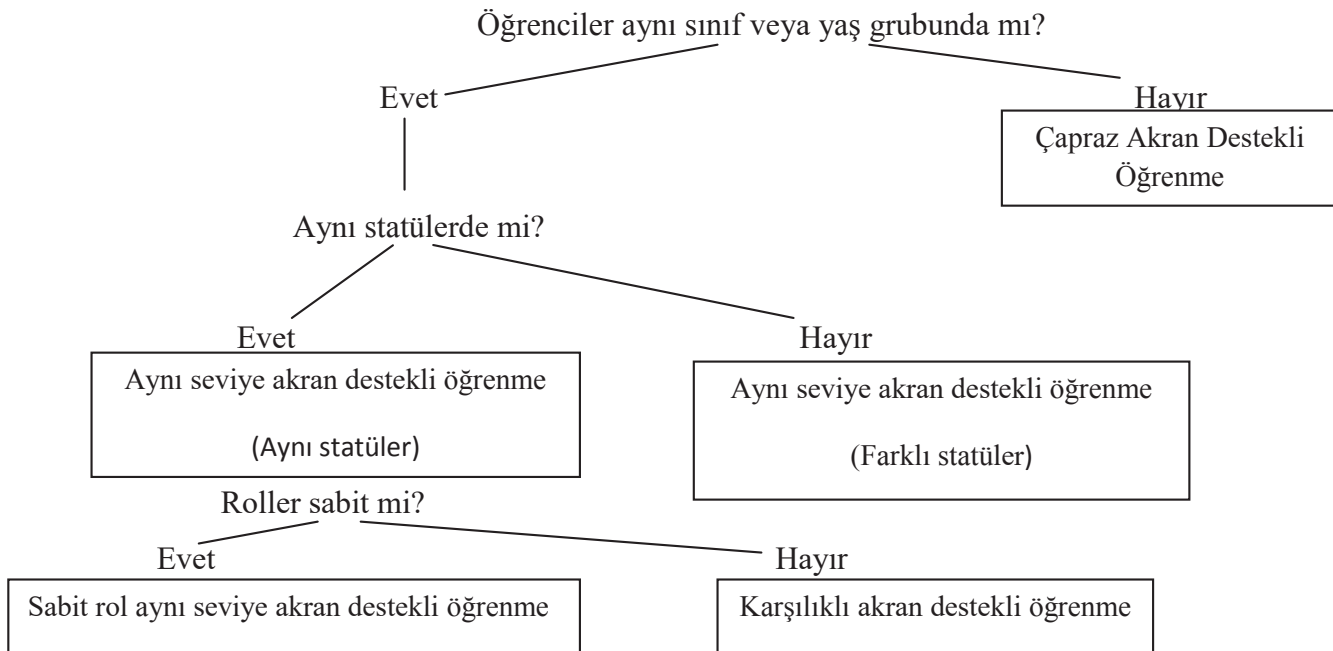 Öğrenciler aynı sınıf veya yaş grubunda mı?
Evet
Hayır
Çapraz Akran Destekli
Öğrenme
Aynı statülerde mi?
Evet
Hayır
Aynı seviye akran destekli öğrenme
(Aynı statüler)
Aynı seviye akran destekli öğrenme
(Farklı statüler)
Roller sabit mi?
Evet
Hayır
Sabit rol aynı seviye akran destekli öğrenme
Karşılıklı akran destekli öğrenme